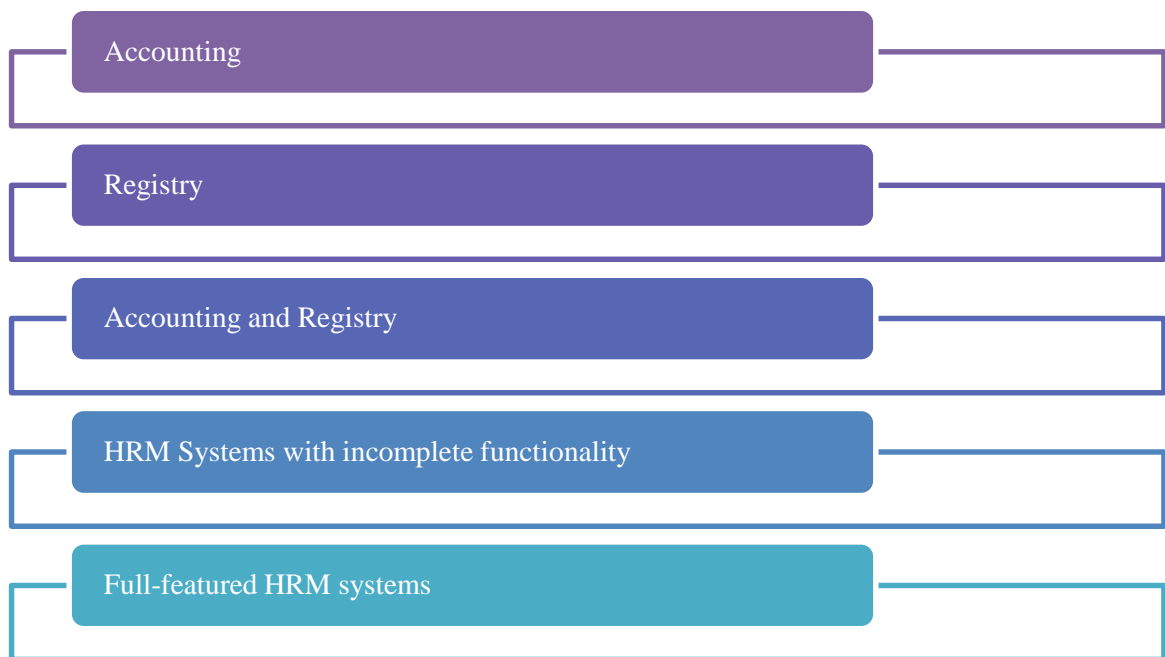 Accounting
Registry
Accounting and Registry
HRM Systems with incomplete functionality
Full-featured HRM systems